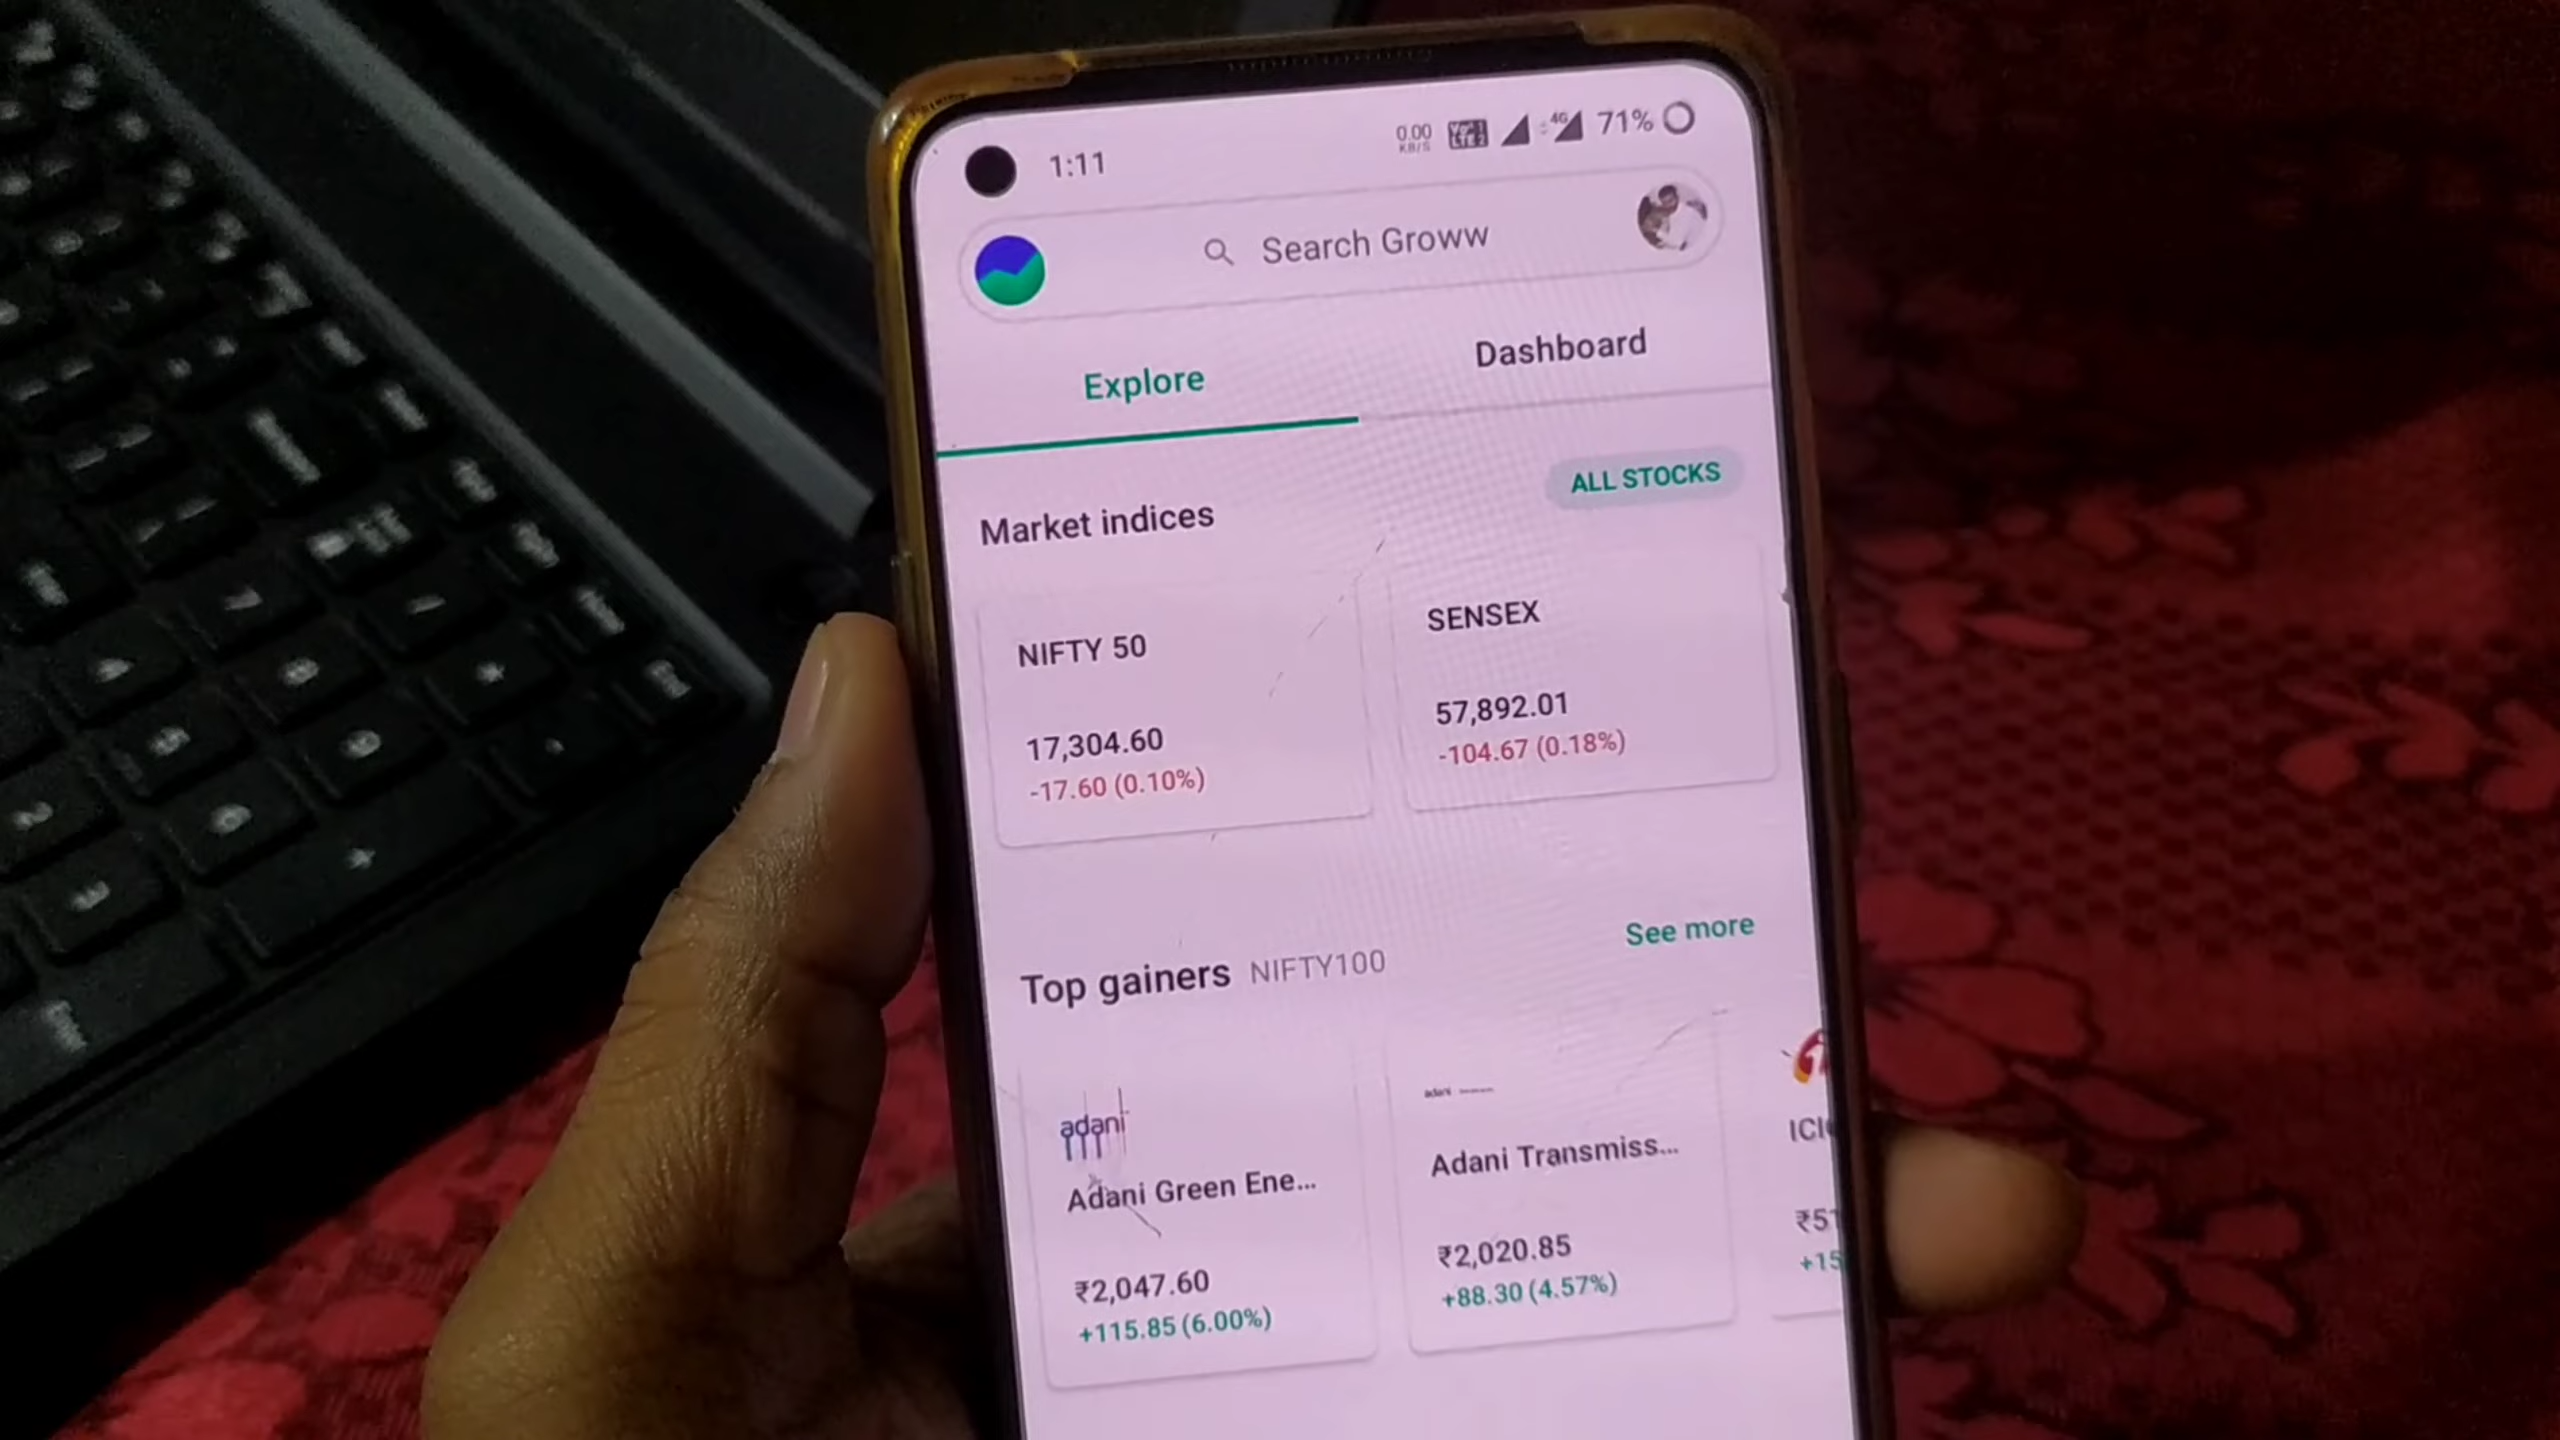 1:11
0.00 KB/S
4G
71%
Search Groww
Explore
Dashboard
Market indices
ALL STOCKS
NIFTY 50
17,304.60
-17.60 (0.10%)
SENSEX
57,892.01
-104.67 (0.18%)
Top gainers NIFTY100
See more
adani
Adani Green Ene...
₹2,047.60
+115.85 (6.00%)
adani
Adani Transmiss...
₹2,020.85
+88.30 (4.57%)
ICI
₹51
+15